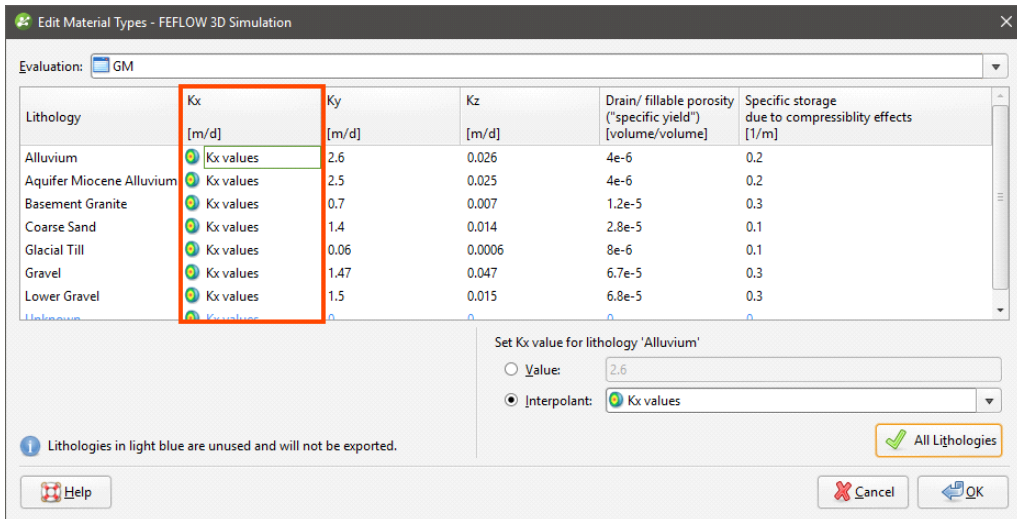 Edit Material Types - FEFLOW 3D Simulation
Evaluation: GM
Lithology Kx [m/d] Ky [m/d] Kz [m/d] Drain/ fillable porosity ("specific yield") [volume/volume] Specific storage due to compressiblity effects [1/m]
Alluvium Kx values 2.6 0.026 4e-6 0.2
Aquifer Miocene Alluvium Kx values 2.5 0.025 4e-6 0.2
Basement Granite Kx values 0.7 0.007 1.2e-5 0.3
Coarse Sand Kx values 1.4 0.014 2.8e-5 0.1
Glacial Till Kx values 0.06 0.0006 8e-6 0.1
Gravel Kx values 1.47 0.047 6.7e-5 0.3
Lower Gravel Kx values 1.5 0.015 6.8e-5 0.3
Unknown Kx values 0 0 0 0
Set Kx value for lithology 'Alluvium'
Value: 2.6
Interpolant: Kx values
Lithologies in light blue are unused and will not be exported.
All Lithologies
Help
Cancel
OK